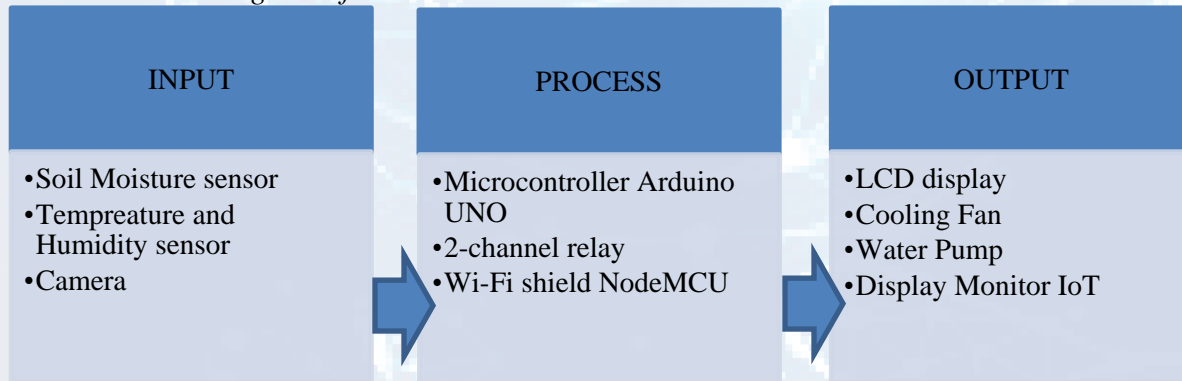 INPUT
•Soil Moisture sensor
•Tempreature and
Humidity sensor
•Camera
PROCESS
•Microcontroller Arduino
UNO
•2-channel relay
•Wi-Fi shield NodeMCU
OUTPUT
•LCD display
•Cooling Fan
•Water Pump
•Display Monitor IoT